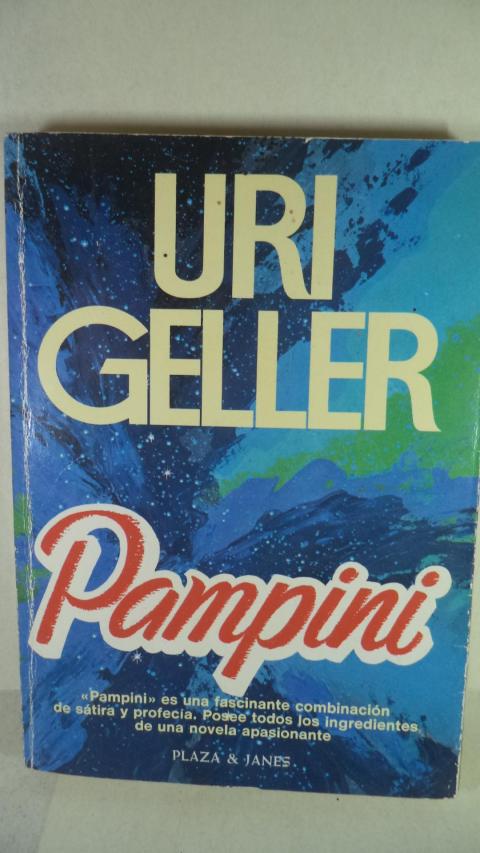 URI
GELLER
Pampini
«Pampini» es una fascinante combinación
de sátira y profecía. Posee todos los ingredientes
de una novela apasionante
PLAZA & JANES